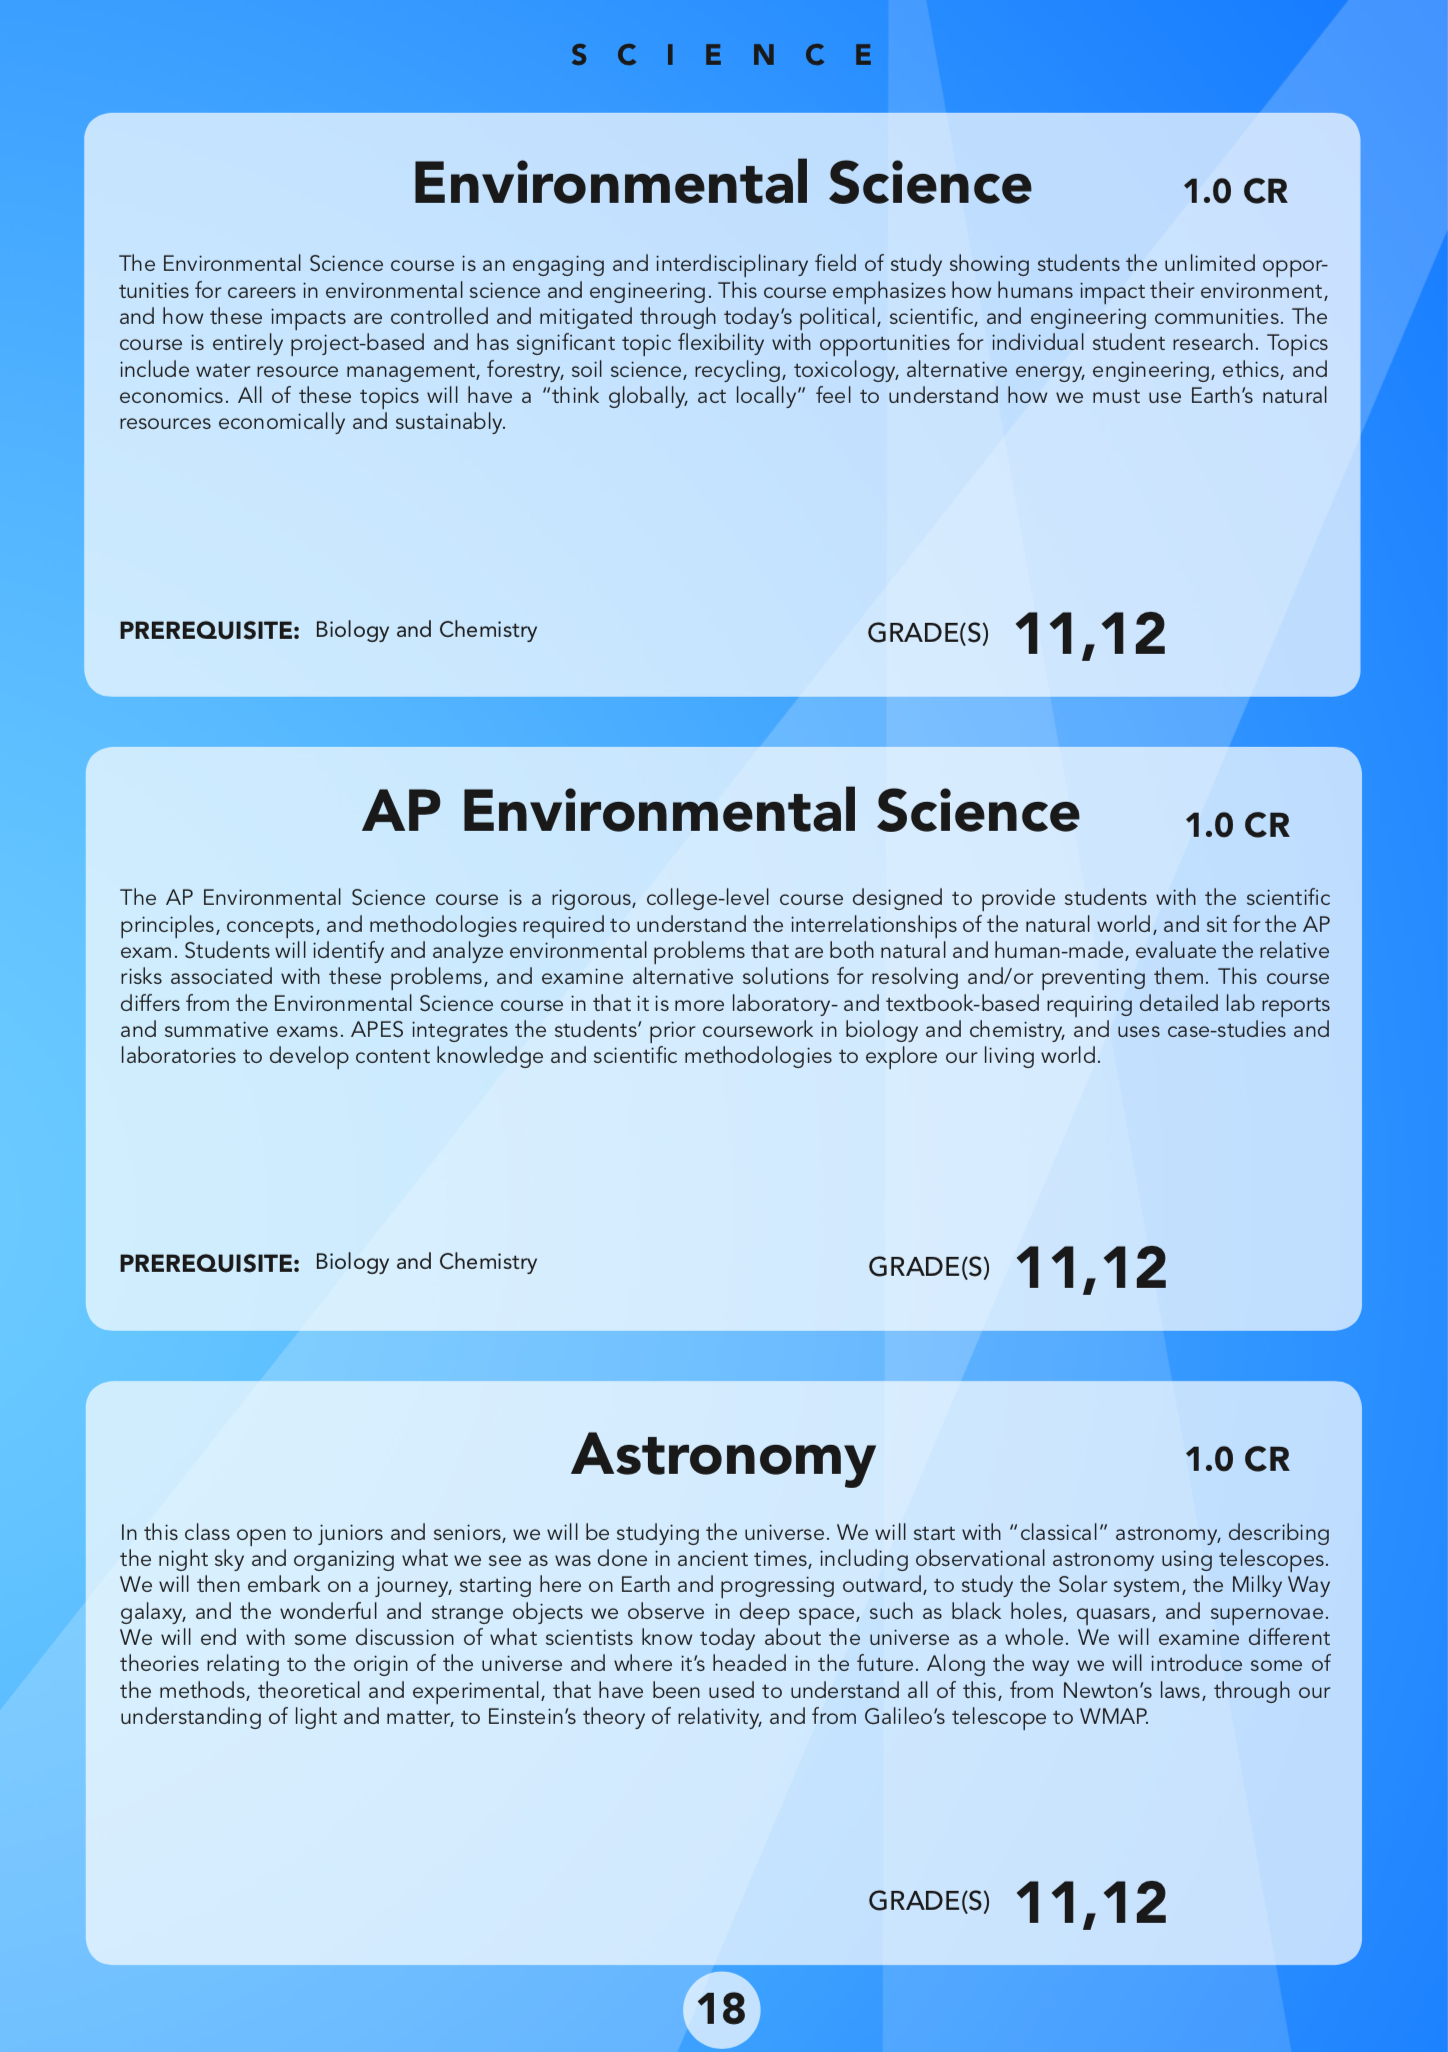 SCIENCE
Environmental Science
1.0 CR
The Environmental Science course is an engaging and interdisciplinary field of study showing students the unlimited oppor-
tunities for careers in environmental science and engineering. This course emphasizes how humans impact their environment,
and how these impacts are controlled and mitigated through today’s political, scientific, and engineering communities. The
course is entirely project-based and has significant topic flexibility with opportunities for individual student research. Topics
include water resource management, forestry, soil science, recycling, toxicology, alternative energy, engineering, ethics, and
economics. All of these topics will have a “think globally, act locally” feel to understand how we must use Earth’s natural
resources economically and sustainably.
PREREQUISITE: Biology and Chemistry
GRADE(S) 11,12
AP Environmental Science
1.0 CR
The AP Environmental Science course is a rigorous, college-level course designed to provide students with the scientific
principles, concepts, and methodologies required to understand the interrelationships of the natural world, and sit for the AP
exam. Students will identify and analyze environmental problems that are both natural and human-made, evaluate the relative
risks associated with these problems, and examine alternative solutions for resolving and/or preventing them. This course
differs from the Environmental Science course in that it is more laboratory- and textbook-based requiring detailed lab reports
and summative exams. APES integrates the students’ prior coursework in biology and chemistry, and uses case-studies and
laboratories to develop content knowledge and scientific methodologies to explore our living world.
PREREQUISITE: Biology and Chemistry
GRADE(S) 11,12
Astronomy
1.0 CR
In this class open to juniors and seniors, we will be studying the universe. We will start with “classical” astronomy, describing
the night sky and organizing what we see as was done in ancient times, including observational astronomy using telescopes.
We will then embark on a journey, starting here on Earth and progressing outward, to study the Solar system, the Milky Way
galaxy, and the wonderful and strange objects we observe in deep space, such as black holes, quasars, and supernovae.
We will end with some discussion of what scientists know today about the universe as a whole. We will examine different
theories relating to the origin of the universe and where it’s headed in the future. Along the way we will introduce some of
the methods, theoretical and experimental, that have been used to understand all of this, from Newton’s laws, through our
understanding of light and matter, to Einstein’s theory of relativity, and from Galileo’s telescope to WMAP.
GRADE(S) 11,12
18